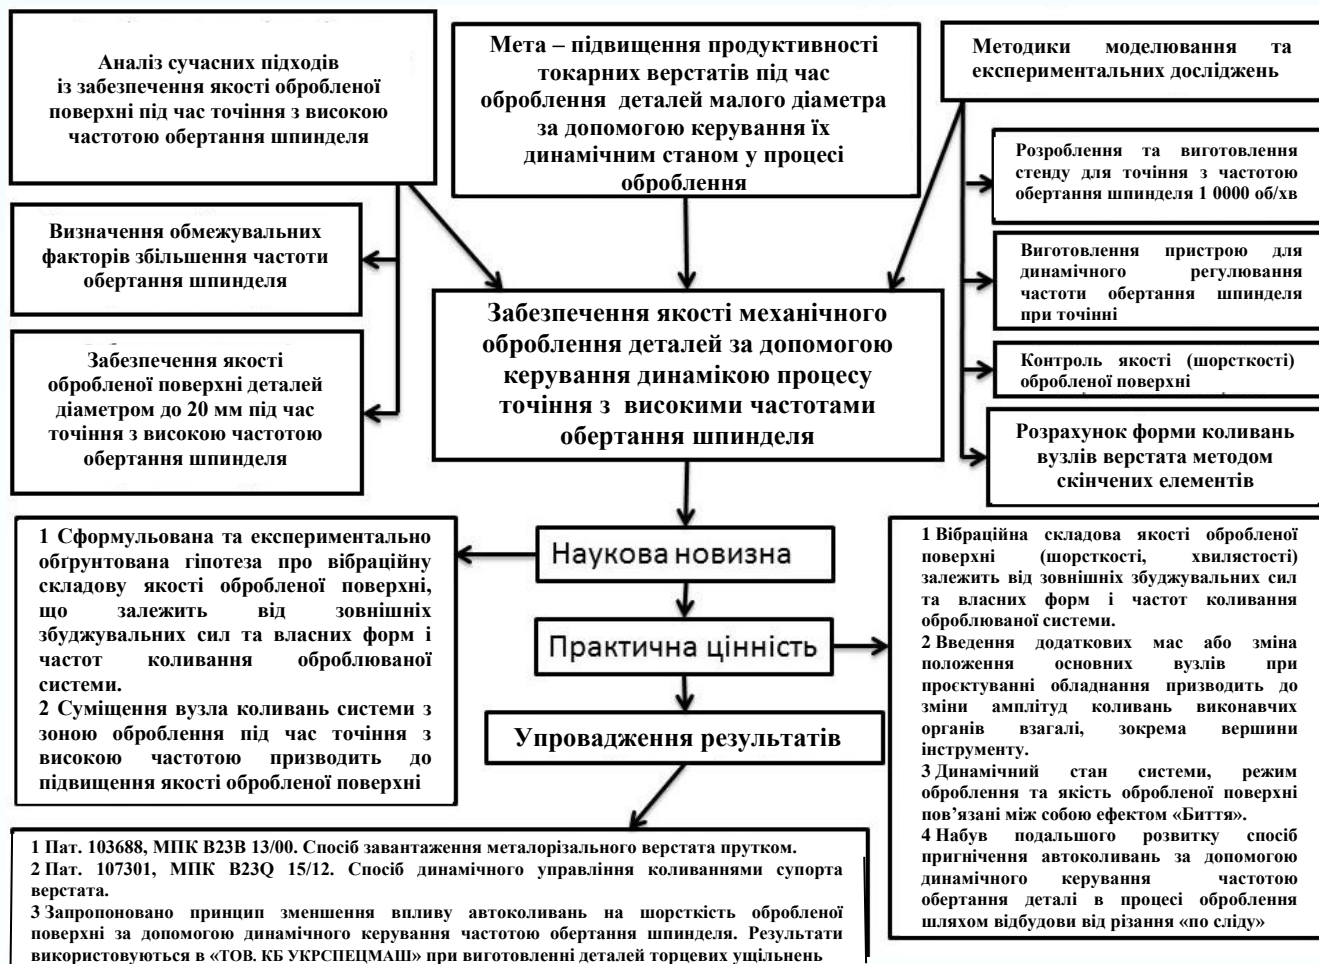 Аналіз сучасних підходів
із забезпечення якості обробленої
поверхні під час точіння з високою
частотою обертання шпинделя
Мета – підвищення продуктивності
токарних верстатів під час
оброблення деталей малого діаметра
за допомогою керування їх
динамічним станом у процесі
оброблення
Методики моделювання та
експериментальних досліджень
Визначення обмежувальних
факторів збільшення частоти
обертання шпинделя
Забезпечення якості
обробленої поверхні деталей
діаметром до 20 мм під час
точіння з високою частотою
обертання шпинделя
Забезпечення якості механічного
оброблення деталей за допомогою
керування динамікою процесу
точіння з високими частотами
обертання шпинделя
Розроблення та виготовлення
стенду для точіння з частотою
обертання шпинделя 1 0000 об/хв
Виготовлення пристрою для
динамічного регулювання
частоти обертання шпинделя
при точінні
Контроль якості (шорсткості)
обробленої поверхні
Розрахунок форми коливань
вузлів верстата методом
скінчених елементів
Наукова новизна
1 Сформульована та експериментально
обґрунтована гіпотеза про вібраційну
складову якості обробленої поверхні,
що залежить від зовнішніх
збуджувальних сил та власних форм і
частот коливання оброблюваної
системи.
2 Суміщення вузла коливань системи з
зоною оброблення під час точіння з
високою частотою призводить до
підвищення якості обробленої поверхні
Практична цінність
1 Вібраційна складова якості обробленої
поверхні (шорсткості, хвилястості)
залежить від зовнішніх збуджувальних сил
та власних форм і частот коливання
оброблюваної системи.
2 Введення додаткових мас або зміна
положення основних вузлів при
проєктуванні обладнання призводить до
зміни амплітуд коливань виконавчих
органів взагалі, зокрема вершини
інструменту.
3 Динамічний стан системи, режим
оброблення та якість обробленої поверхні
пов’язані між собою ефектом «Биття».
4 Набув подальшого розвитку спосіб
пригнічення автоколивань за допомогою
динамічного керування частотою
обертання деталі в процесі оброблення
шляхом відбудови від різання «по сліду»
Упровадження результатів
1 Пат. 103688, МПК В23В 13/00. Спосіб завантаження металорізального верстата прутком.
2 Пат. 107301, МПК B23Q 15/12. Спосіб динамічного управління коливаннями супорта
верстата.
3 Запропоновано принцип зменшення впливу автоколивань на шорсткість обробленої
поверхні за допомогою динамічного керування частотою обертання шпинделя. Результати
використовуються в «ТОВ. КБ УКРСПЕЦМАШ» при виготовленні деталей торцевих ущільнень